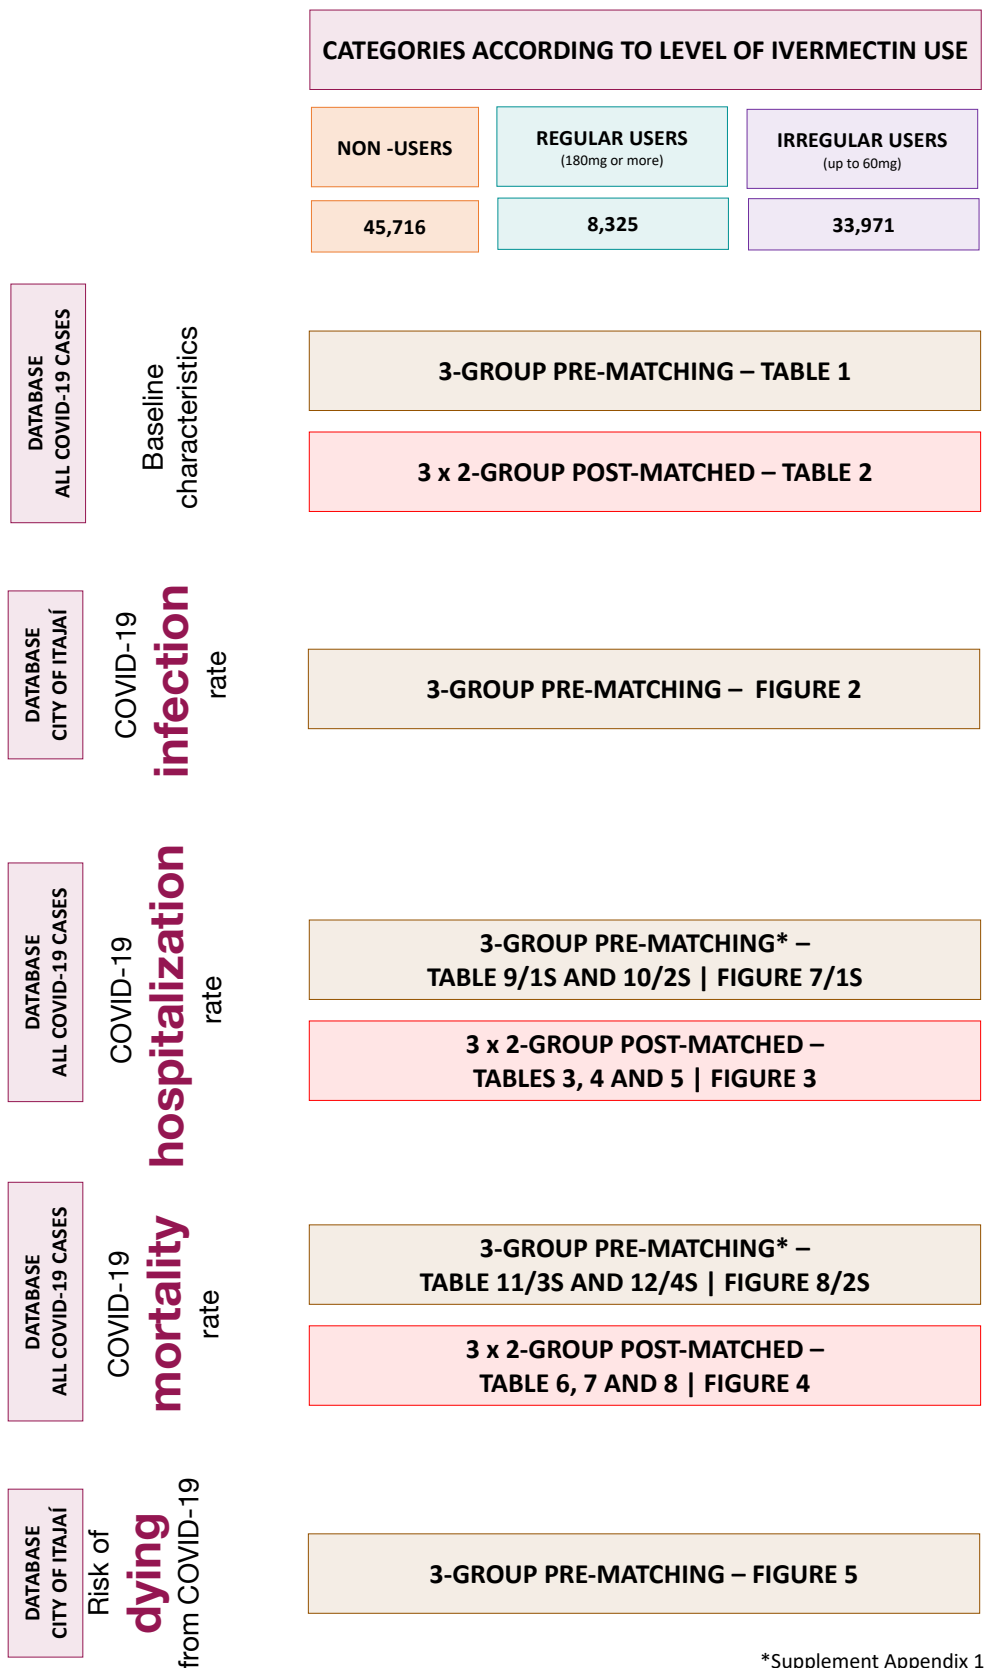 CATEGORIES ACCORDING TO LEVEL OF IVERMECTIN USE
NON -USERS
REGULAR USERS
(180mg or more)
IRREGULAR USERS
(up to 60mg)
45,716
8,325
33,971
DATABASE
ALL COVID-19 CASES
Baseline
characteristics
3-GROUP PRE-MATCHING – TABLE 1
3 x 2-GROUP POST-MATCHED – TABLE 2
DATABASE
CITY OF ITAJAÍ
COVID-19
infection
rate
3-GROUP PRE-MATCHING – FIGURE 2
DATABASE
ALL COVID-19 CASES
COVID-19
hospitalization
rate
3-GROUP PRE-MATCHING* –
TABLE 9/1S AND 10/2S | FIGURE 7/1S
3 x 2-GROUP POST-MATCHED –
TABLES 3, 4 AND 5 | FIGURE 3
DATABASE
ALL COVID-19 CASES
COVID-19
mortality
rate
3-GROUP PRE-MATCHING* –
TABLE 11/3S AND 12/4S | FIGURE 8/2S
3 x 2-GROUP POST-MATCHED –
TABLE 6, 7 AND 8 | FIGURE 4
DATABASE
CITY OF ITAJAÍ
Risk of
dying
from COVID-19
3-GROUP PRE-MATCHING – FIGURE 5
*Supplement Appendix 1